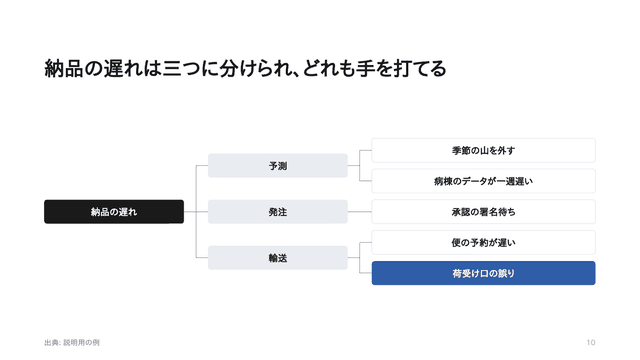 納品の遅れは三つに分けられ、どれも手を打てる
納品の遅れ
予測
発注
輸送
季節の山を外す
病棟のデータが一週遅い
承認の署名待ち
便の予約が遅い
荷受け口の誤り
出典: 説明用の例
10